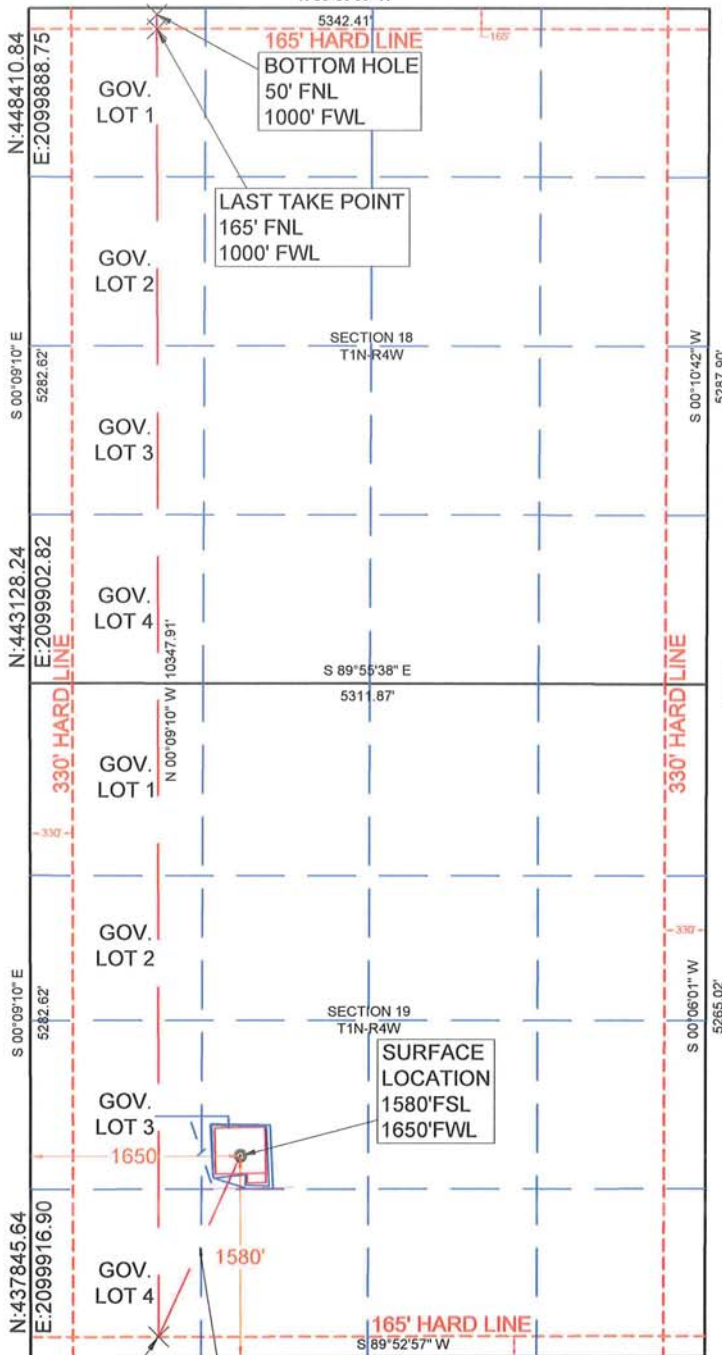 5342.41'
165' HARD LINE
165'
BOTTOM HOLE
50' FNL
1000' FWL
N:448410.84
E:2099888.75
GOV.
LOT 1
LAST TAKE POINT
165' FNL
1000' FWL
GOV.
LOT 2
SECTION 18
T1N-R4W
S 00°09'10" E
5282.62'
S 00°10'42" W
5287.90'
GOV.
LOT 3
N:443128.24
E:2099902.82
GOV.
LOT 4
330' HARD LINE
N 00°09'10" W 10347.91'
S 89°55'38" E
5311.87'
330' HARD LINE
GOV.
LOT 1
330'
GOV.
LOT 2
330'
S 00°09'10" E
5282.62'
SECTION 19
T1N-R4W
S 00°06'01" W
5265.02'
SURFACE
LOCATION
1580'FSL
1650'FWL
GOV.
LOT 3
1650'
1580'
N:437845.64
E:2099916.90
GOV.
LOT 4
165' HARD LINE
S 89°52'57" W